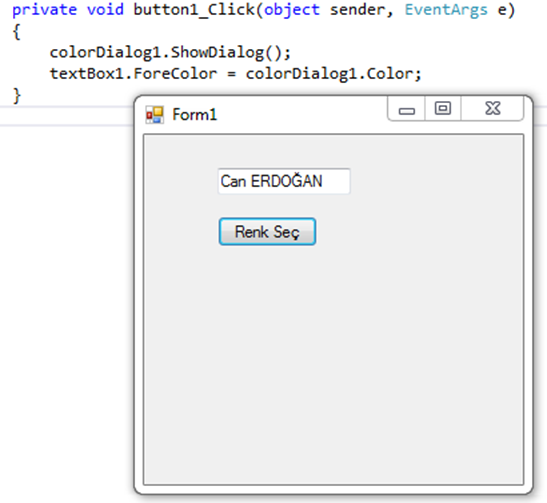 private void button1_Click(object sender, EventArgs e)
{
colorDialog1.ShowDialog();
textBox1.ForeColor = colorDialog1.Color;
}
Form1
Can ERDOĞAN
Renk Seç